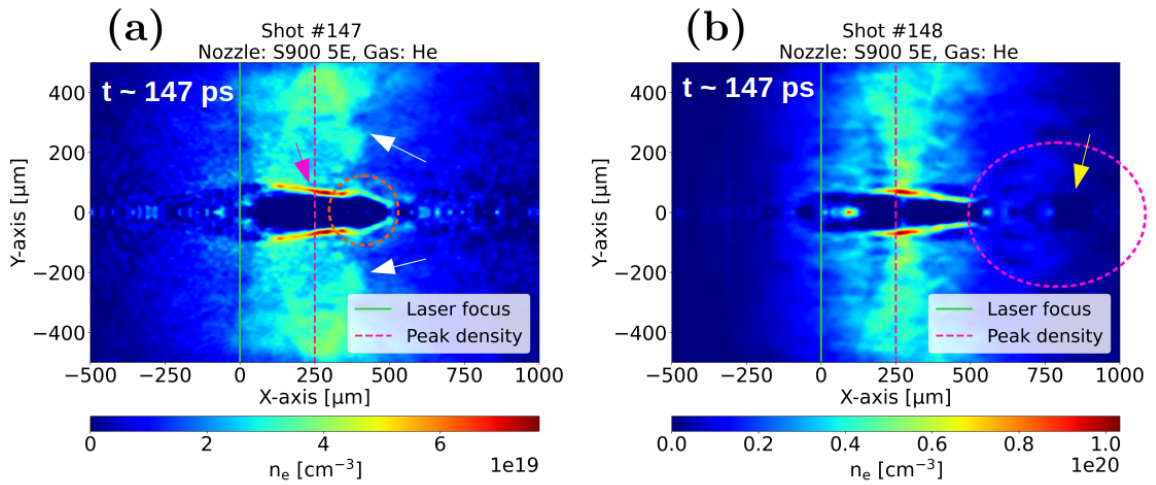 (a)
Shot #147
Nozzle: S900 5E, Gas: He
t ~ 147 ps
Y-axis [μm]
400
200
0
−200
−400
Laser focus
Peak density
−500 −250 0 250 500 750 1000
X-axis [μm]
0 2 4 6
1e19
nₑ [cm⁻³]
(b)
Shot #148
Nozzle: S900 5E, Gas: He
t ~ 147 ps
Y-axis [μm]
400
200
0
−200
−400
Laser focus
Peak density
−500 −250 0 250 500 750 1000
X-axis [μm]
0.0 0.2 0.4 0.6 0.8 1.0
1e20
nₑ [cm⁻³]